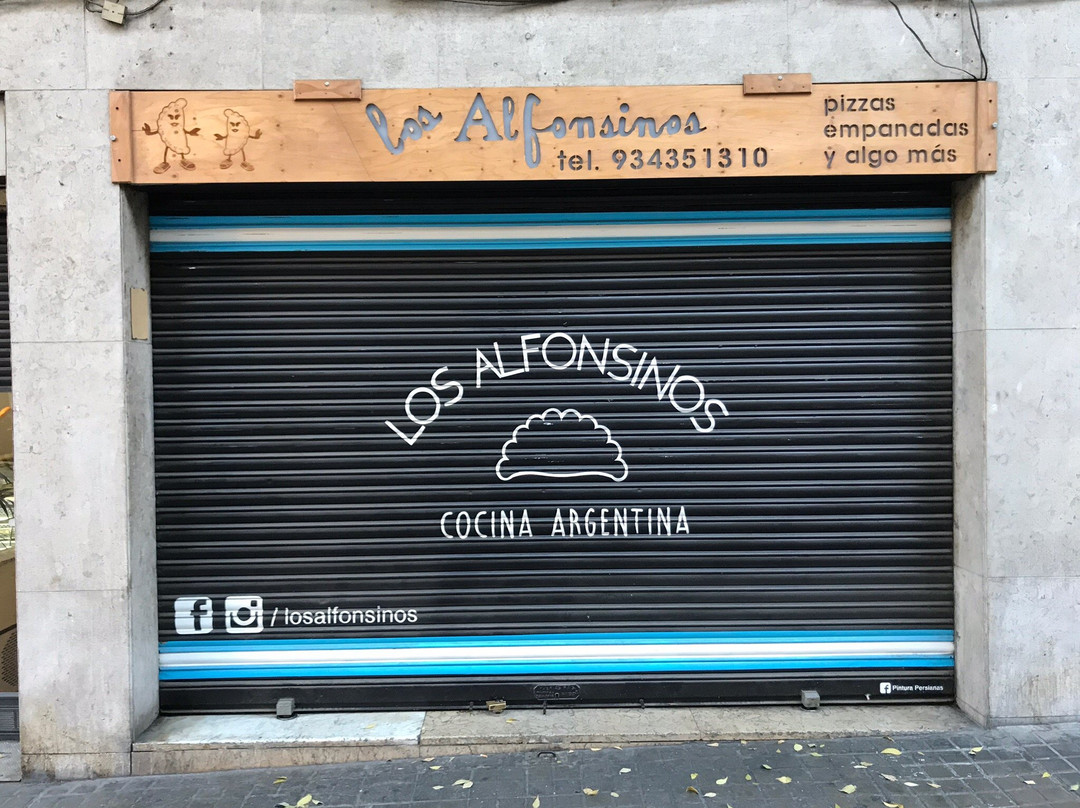 los Alfonsinos
tel. 934351310
pizzas
empanadas
y algo más
LOS ALFONSINOS
COCINA ARGENTINA
/ losalfonsinos
Pintura Persianas